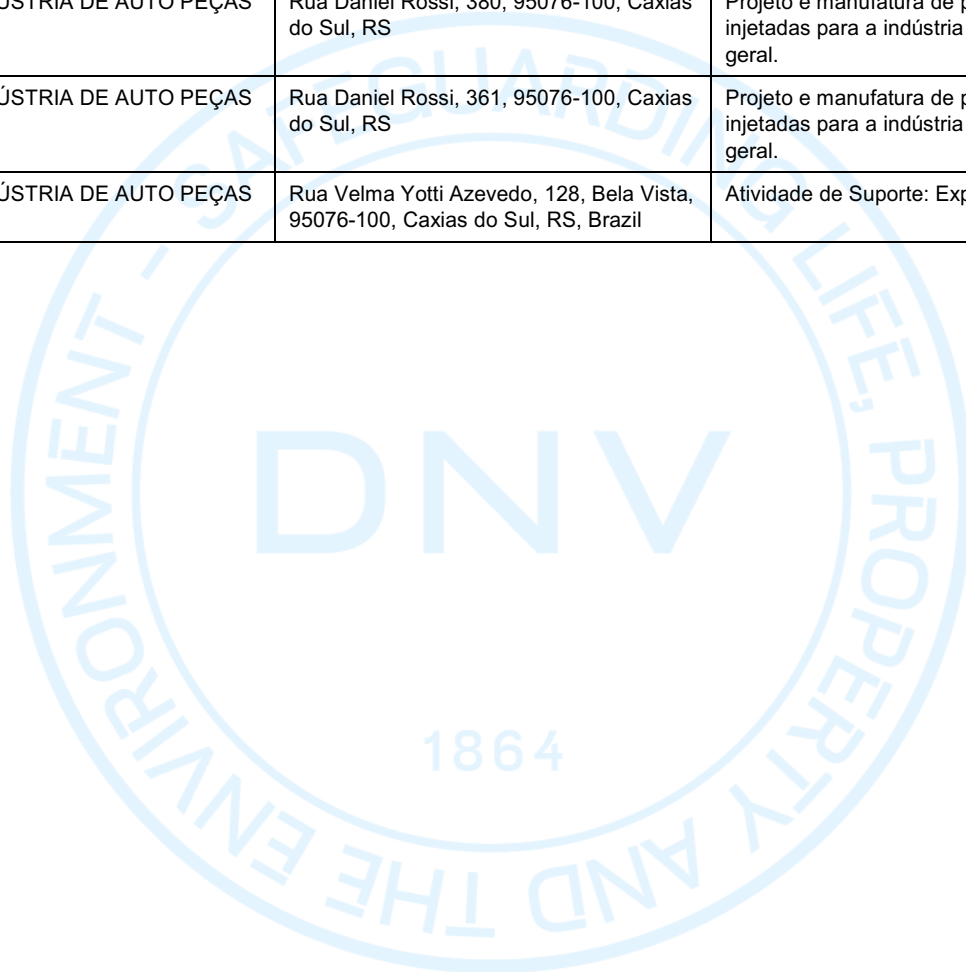 ÚSTRIA DE AUTO PEÇAS
Rua Daniel Rossi, 380, 95076-100, Caxias
do Sul, RS
Projeto e manufatura de
injetadas para a indústria
geral.
ÚSTRIA DE AUTO PEÇAS
Rua Daniel Rossi, 361, 95076-100, Caxias
do Sul, RS
Projeto e manufatura de
injetadas para a indústria
geral.
ÚSTRIA DE AUTO PEÇAS
Rua Velma Yotti Azevedo, 128, Bela Vista,
95076-100, Caxias do Sul, RS, Brazil
Atividade de Suporte: Exp
SAFEGUARDING LIFE, PROPERTY AND THE ENVIRONMENT -
DNV
1864